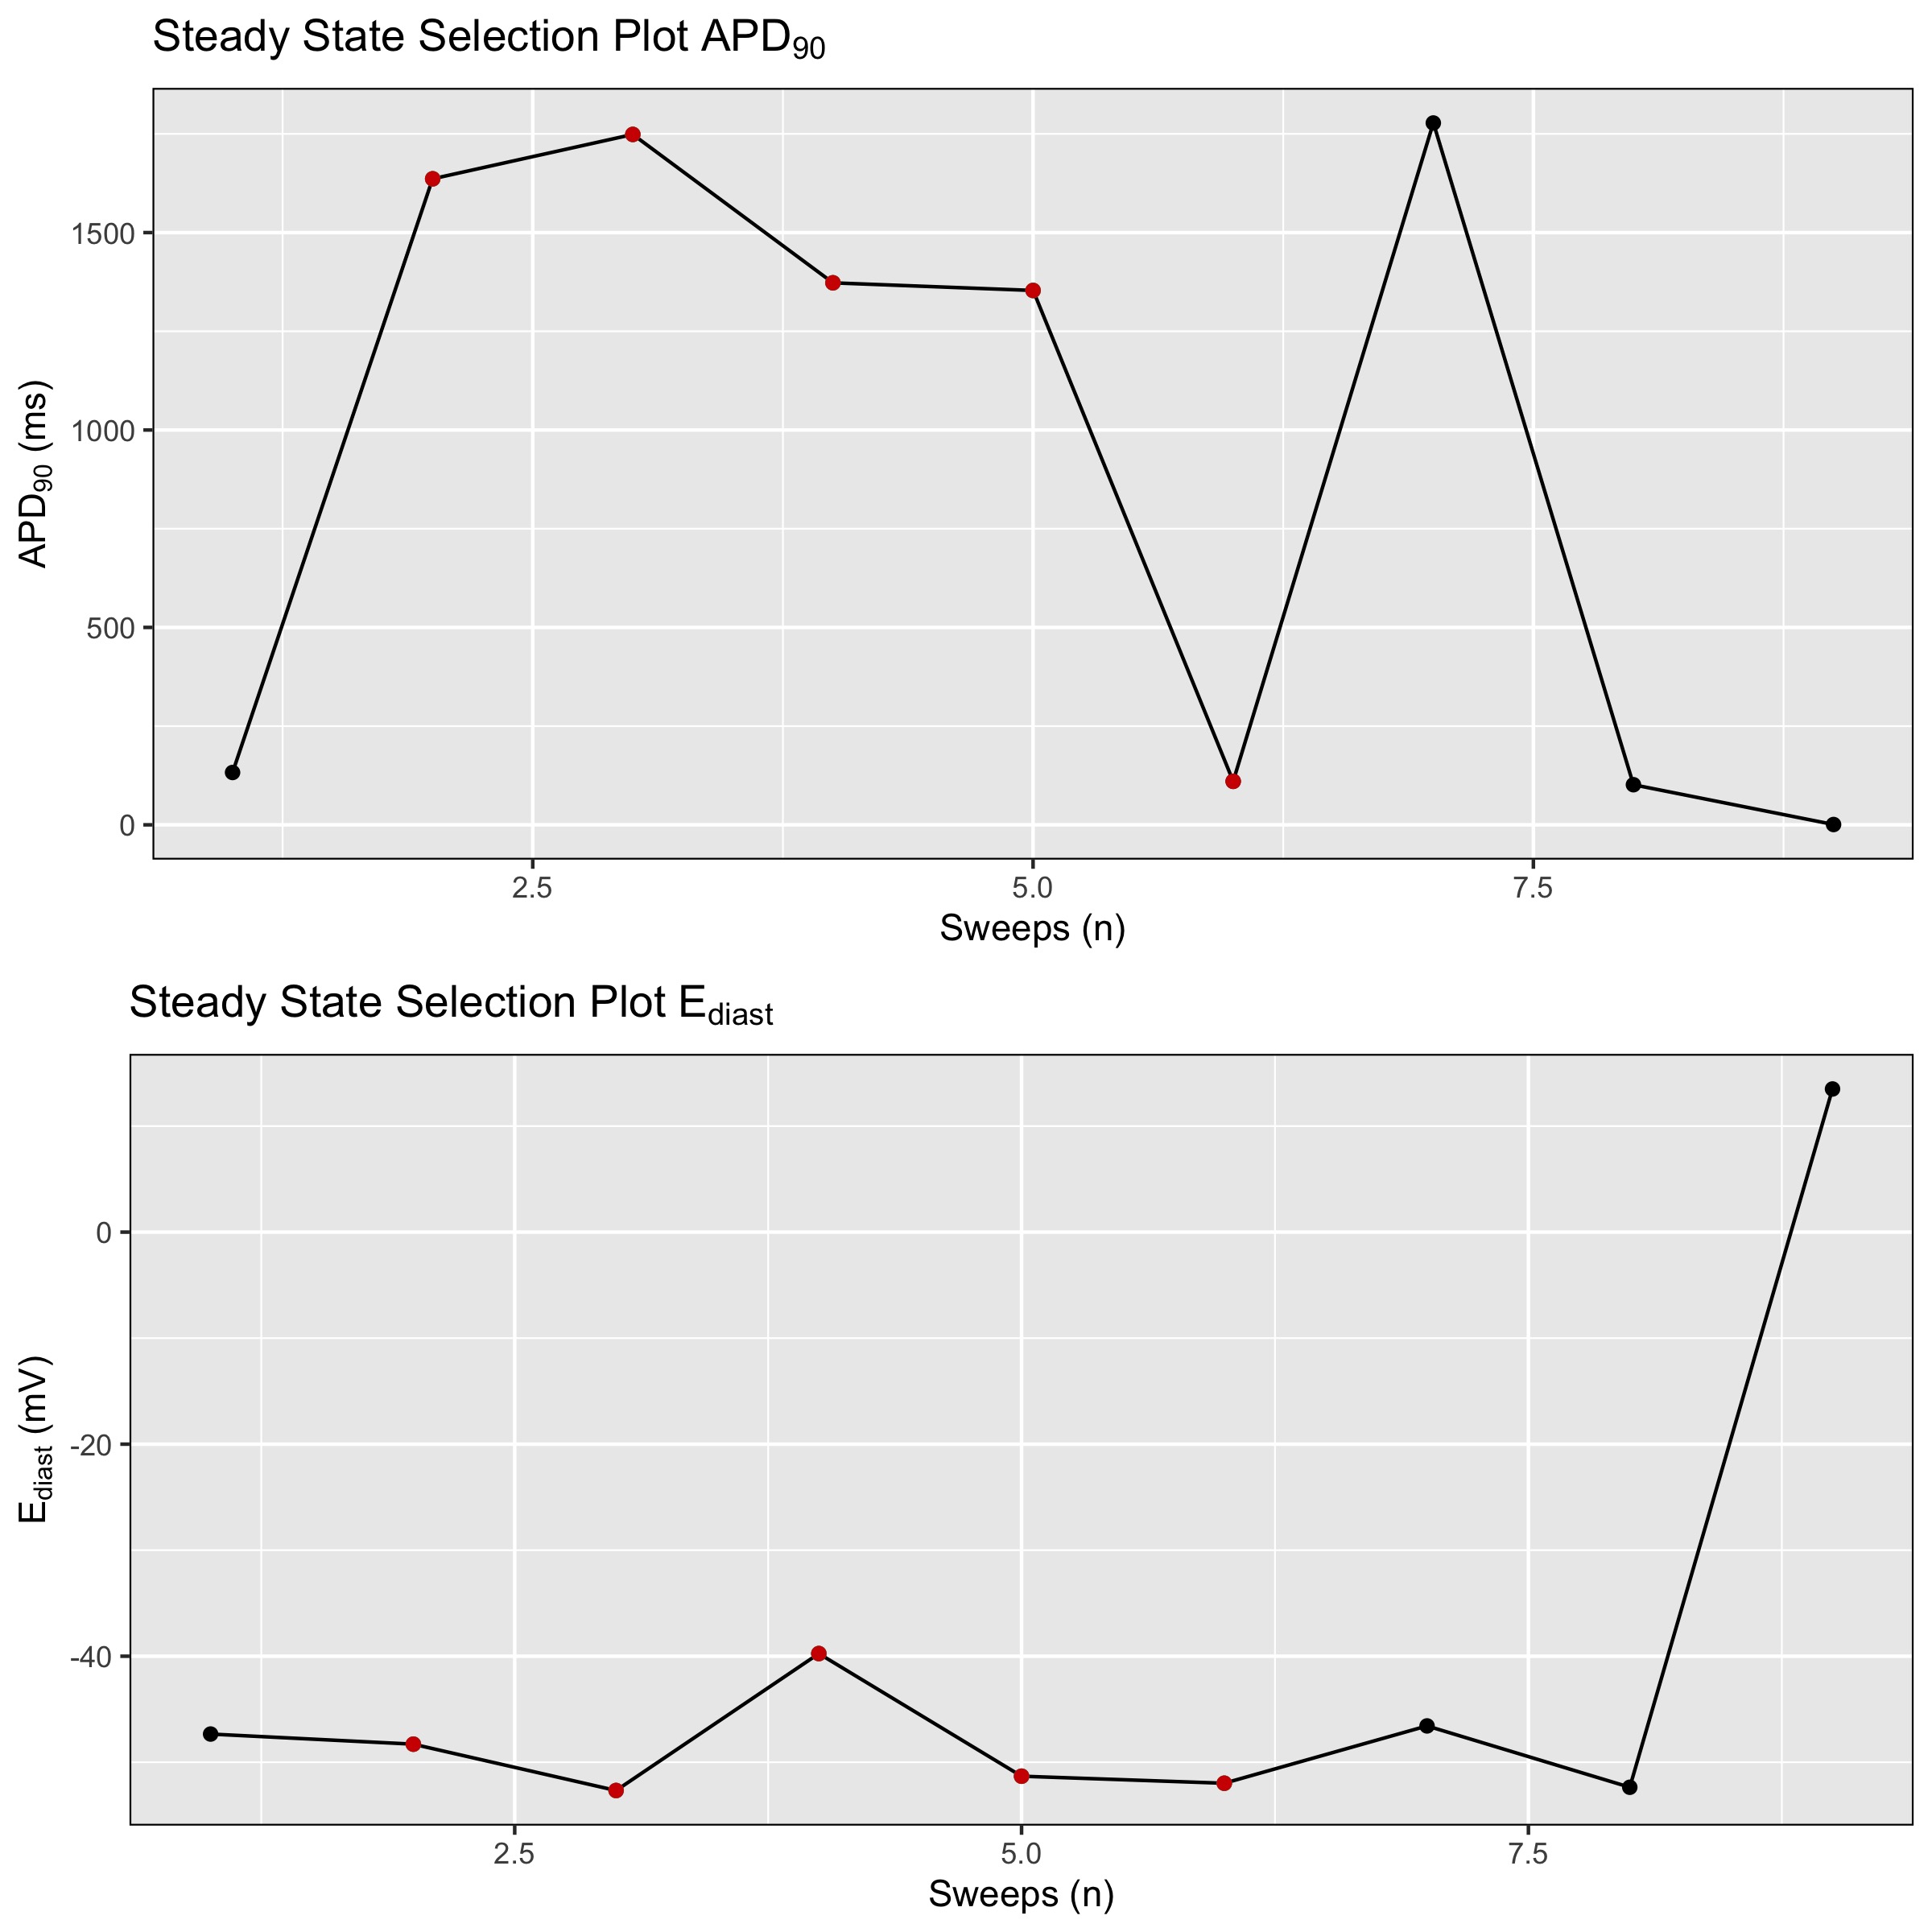 Steady State Selection Plot APD90
1500
1000
500
0
APD90 (ms)
2.5 5.0 7.5
Sweeps (n)
Steady State Selection Plot Ediast
0
-20
-40
Ediast (mV)
2.5 5.0 7.5
Sweeps (n)